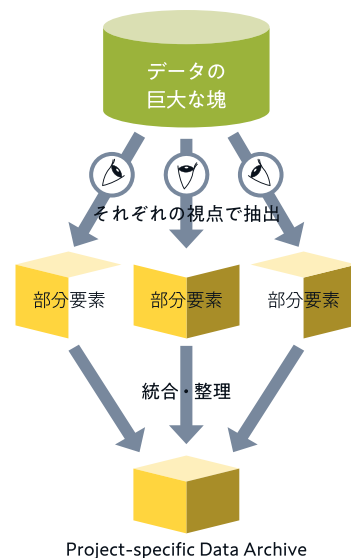 データの
巨大な塊
それぞれの視点で抽出
部分要素
部分要素
部分要素
統合・整理
Project-specific Data Archive